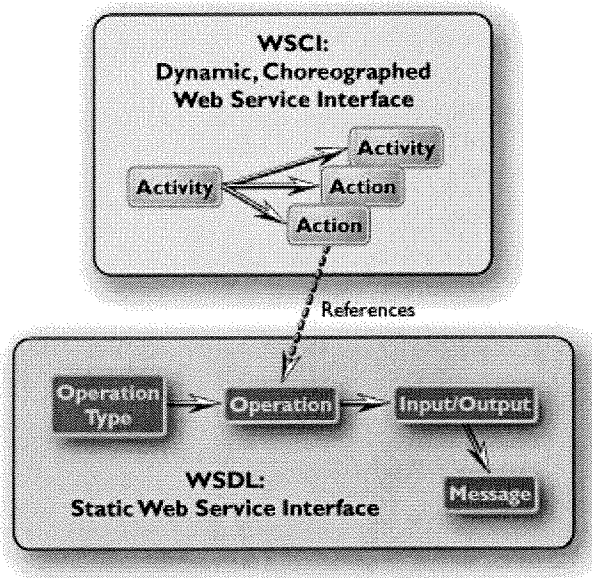 WSCI:
Dynamic, Choreographed
Web Service Interface
Activity
Activity
Action
Action
References
Operation
Type
Operation
Input/Output
Message
WSDL:
Static Web Service Interface